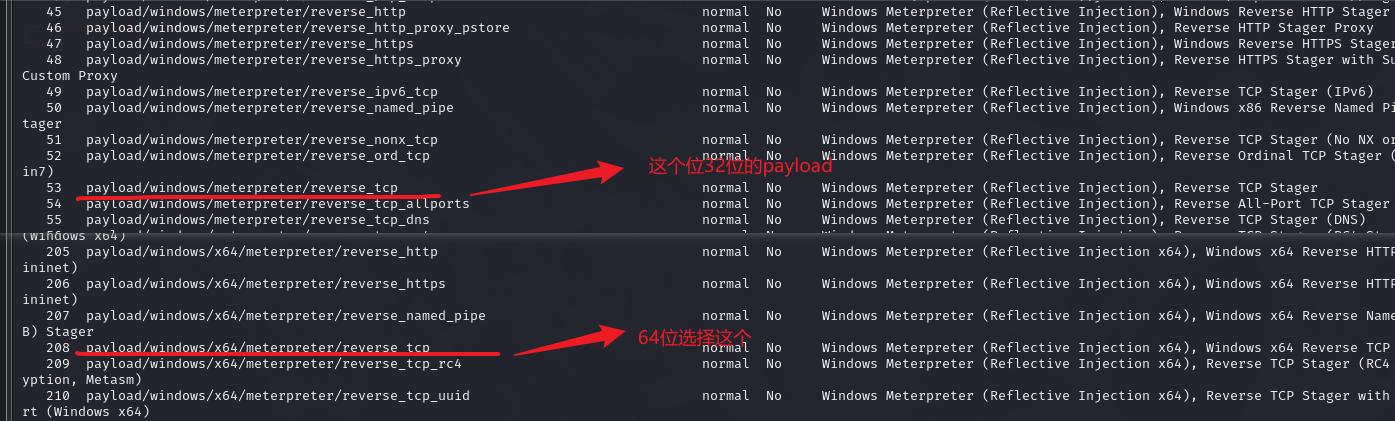 45 payload/windows/meterpreter/reverse_http normal No Windows Meterpreter (Reflective Injection), Windows Reverse HTTP Stager
46 payload/windows/meterpreter/reverse_http_proxy_pstore normal No Windows Meterpreter (Reflective Injection), Reverse HTTP Stager Proxy
47 payload/windows/meterpreter/reverse_https normal No Windows Meterpreter (Reflective Injection), Windows Reverse HTTPS Stager
48 payload/windows/meterpreter/reverse_https_proxy normal No Windows Meterpreter (Reflective Injection), Reverse HTTPS Stager with Su
Custom Proxy
49 payload/windows/meterpreter/reverse_ipv6_tcp normal No Windows Meterpreter (Reflective Injection), Reverse TCP Stager (IPv6)
50 payload/windows/meterpreter/reverse_named_pipe normal No Windows Meterpreter (Reflective Injection), Windows x86 Reverse Named Pi
tager
51 payload/windows/meterpreter/reverse_nonx_tcp normal No Windows Meterpreter (Reflective Injection), Reverse TCP Stager (No NX or
52 payload/windows/meterpreter/reverse_ord_tcp normal No Windows Meterpreter (Reflective Injection), Reverse Ordinal TCP Stager (
in7) 这个位32位的payload
53 payload/windows/meterpreter/reverse_tcp normal No Windows Meterpreter (Reflective Injection), Reverse TCP Stager
54 payload/windows/meterpreter/reverse_tcp_allports normal No Windows Meterpreter (Reflective Injection), Reverse All-Port TCP Stager
55 payload/windows/meterpreter/reverse_tcp_dns normal No Windows Meterpreter (Reflective Injection), Reverse TCP Stager (DNS)
(Windows x64)
205 payload/windows/x64/meterpreter/reverse_http normal No Windows Meterpreter (Reflective Injection x64), Windows x64 Reverse HTT
ininet)
206 payload/windows/x64/meterpreter/reverse_https normal No Windows Meterpreter (Reflective Injection x64), Windows x64 Reverse HTT
ininet)
207 payload/windows/x64/meterpreter/reverse_named_pipe normal No Windows Meterpreter (Reflective Injection x64), Windows x64 Reverse Name
B) Stager 64位选择这个
208 payload/windows/x64/meterpreter/reverse_tcp normal No Windows Meterpreter (Reflective Injection x64), Windows x64 Reverse TCP
209 payload/windows/x64/meterpreter/reverse_tcp_rc4 normal No Windows Meterpreter (Reflective Injection x64), Reverse TCP Stager (RC4
yption, Metasm)
210 payload/windows/x64/meterpreter/reverse_tcp_uuid normal No Windows Meterpreter (Reflective Injection x64), Reverse TCP Stager with
rt (Windows x64)